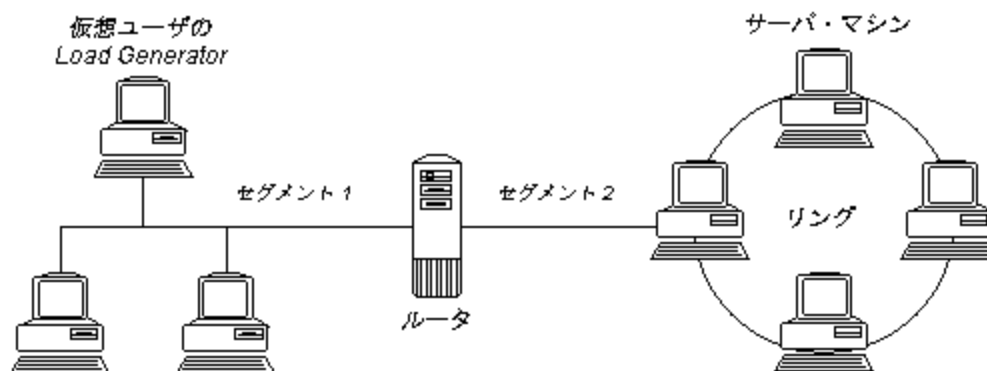 仮想ユーザの
Load Generator
サーバ・マシン
セグメント 1
セグメント 2
リング
ルータ